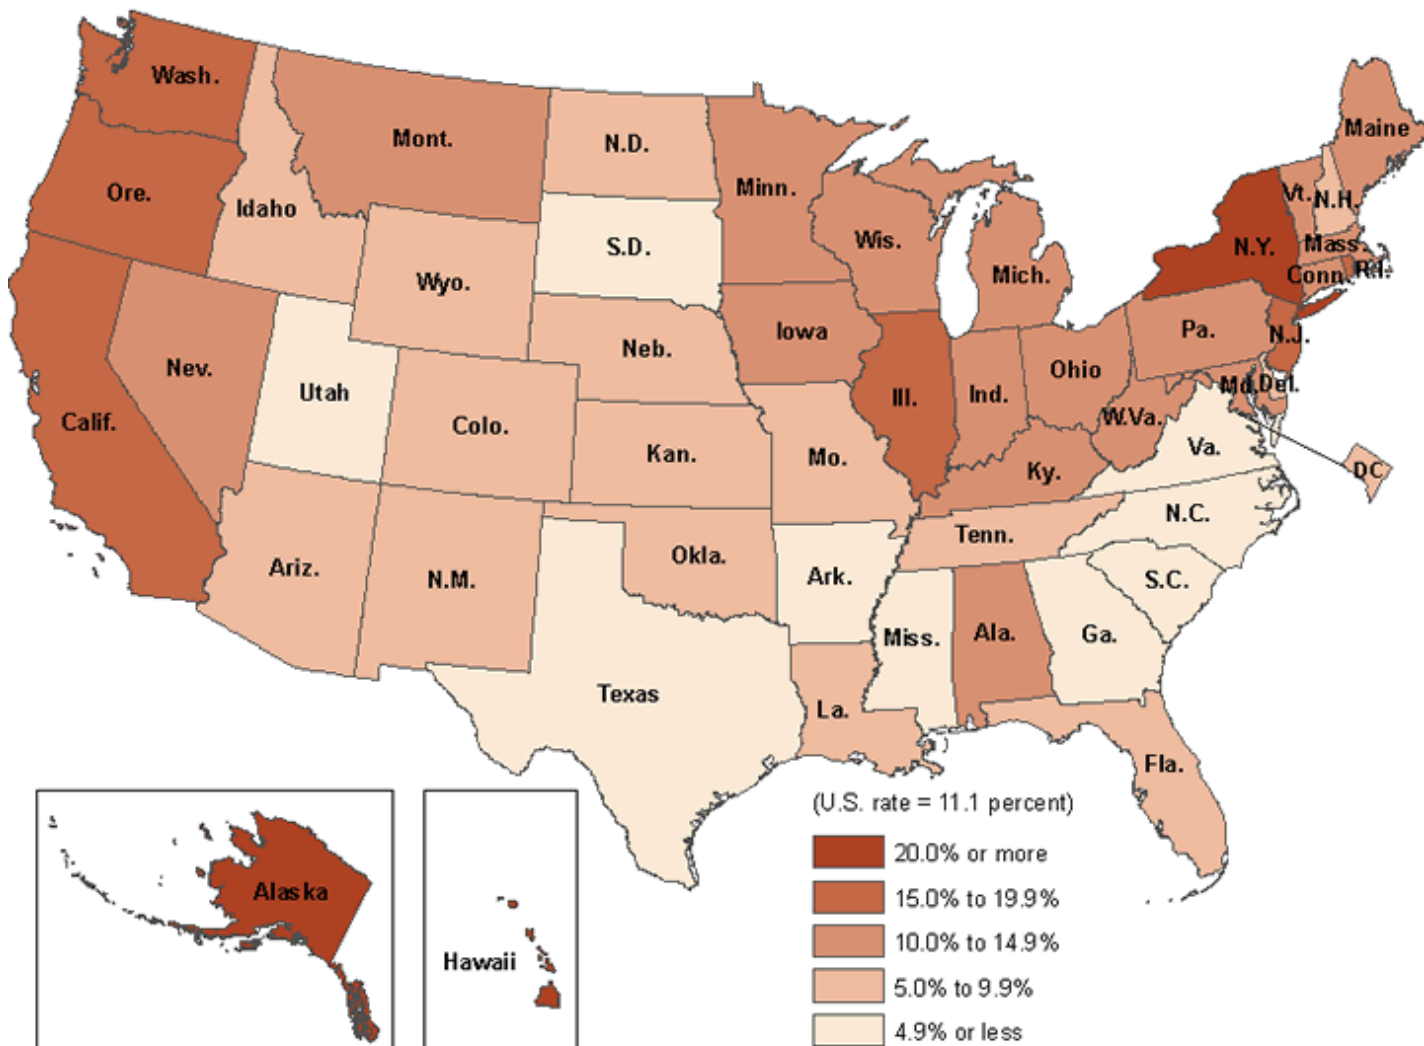 Wash.
Mont.
N.D.
Minn.
Maine
Ore.
Idaho
S.D.
Wis.
Vt.
N.H.
Wyo.
Mich.
N.Y.
Mass.
Conn.
R.I.
Nev.
Utah
Neb.
Iowa
Pa.
N.J.
Calif.
Colo.
Kan.
Mo.
Ill.
Ind.
Ohio
Md.
Del.
W.Va.
Va.
DC
Ky.
Ariz.
N.M.
Okla.
Ark.
Tenn.
N.C.
S.C.
Texas
La.
Miss.
Ala.
Ga.
Fla.
Alaska
Hawaii
(U.S. rate = 11.1 percent)
20.0% or more
15.0% to 19.9%
10.0% to 14.9%
5.0% to 9.9%
4.9% or less